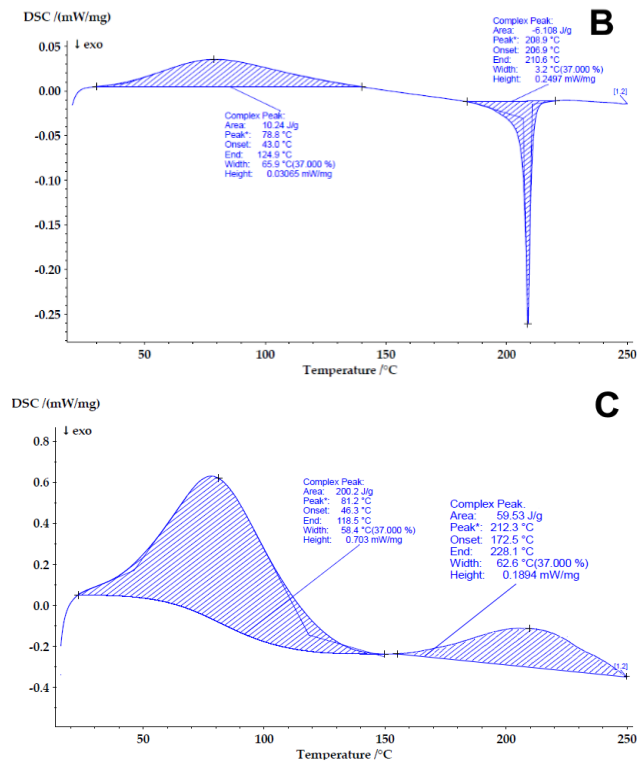 DSC /(mW/mg)
B
↓ exo
Complex Peak:
Area: -6.108 J/g
Peak*: 208.9 °C
Onset: 206.9 °C
End: 210.6 °C
Width: 3.2 °C(37.000 %)
Height: 0.2497 mW/mg
[1.2]
Complex Peak:
Area: 10.24 J/g
Peak*: 78.8 °C
Onset: 43.0 °C
End: 124.9 °C
Width: 65.9 °C(37.000 %)
Height: 0.03065 mW/mg
0.05
0.00
-0.05
-0.10
-0.15
-0.20
-0.25
50 100 150 200 250
Temperature /°C
DSC /(mW/mg)
C
↓ exo
Complex Peak:
Area: 200.2 J/g
Peak*: 81.2 °C
Onset: 46.3 °C
End: 118.5 °C
Width: 58.4 °C(37.000 %)
Height: 0.703 mW/mg
Complex Peak:
Area: 59.53 J/g
Peak*: 212.3 °C
Onset: 172.5 °C
End: 228.1 °C
Width: 62.6 °C(37.000 %)
Height: 0.1894 mW/mg
[1.2]
0.8
0.6
0.4
0.2
0.0
-0.2
-0.4
50 100 150 200 250
Temperature /°C